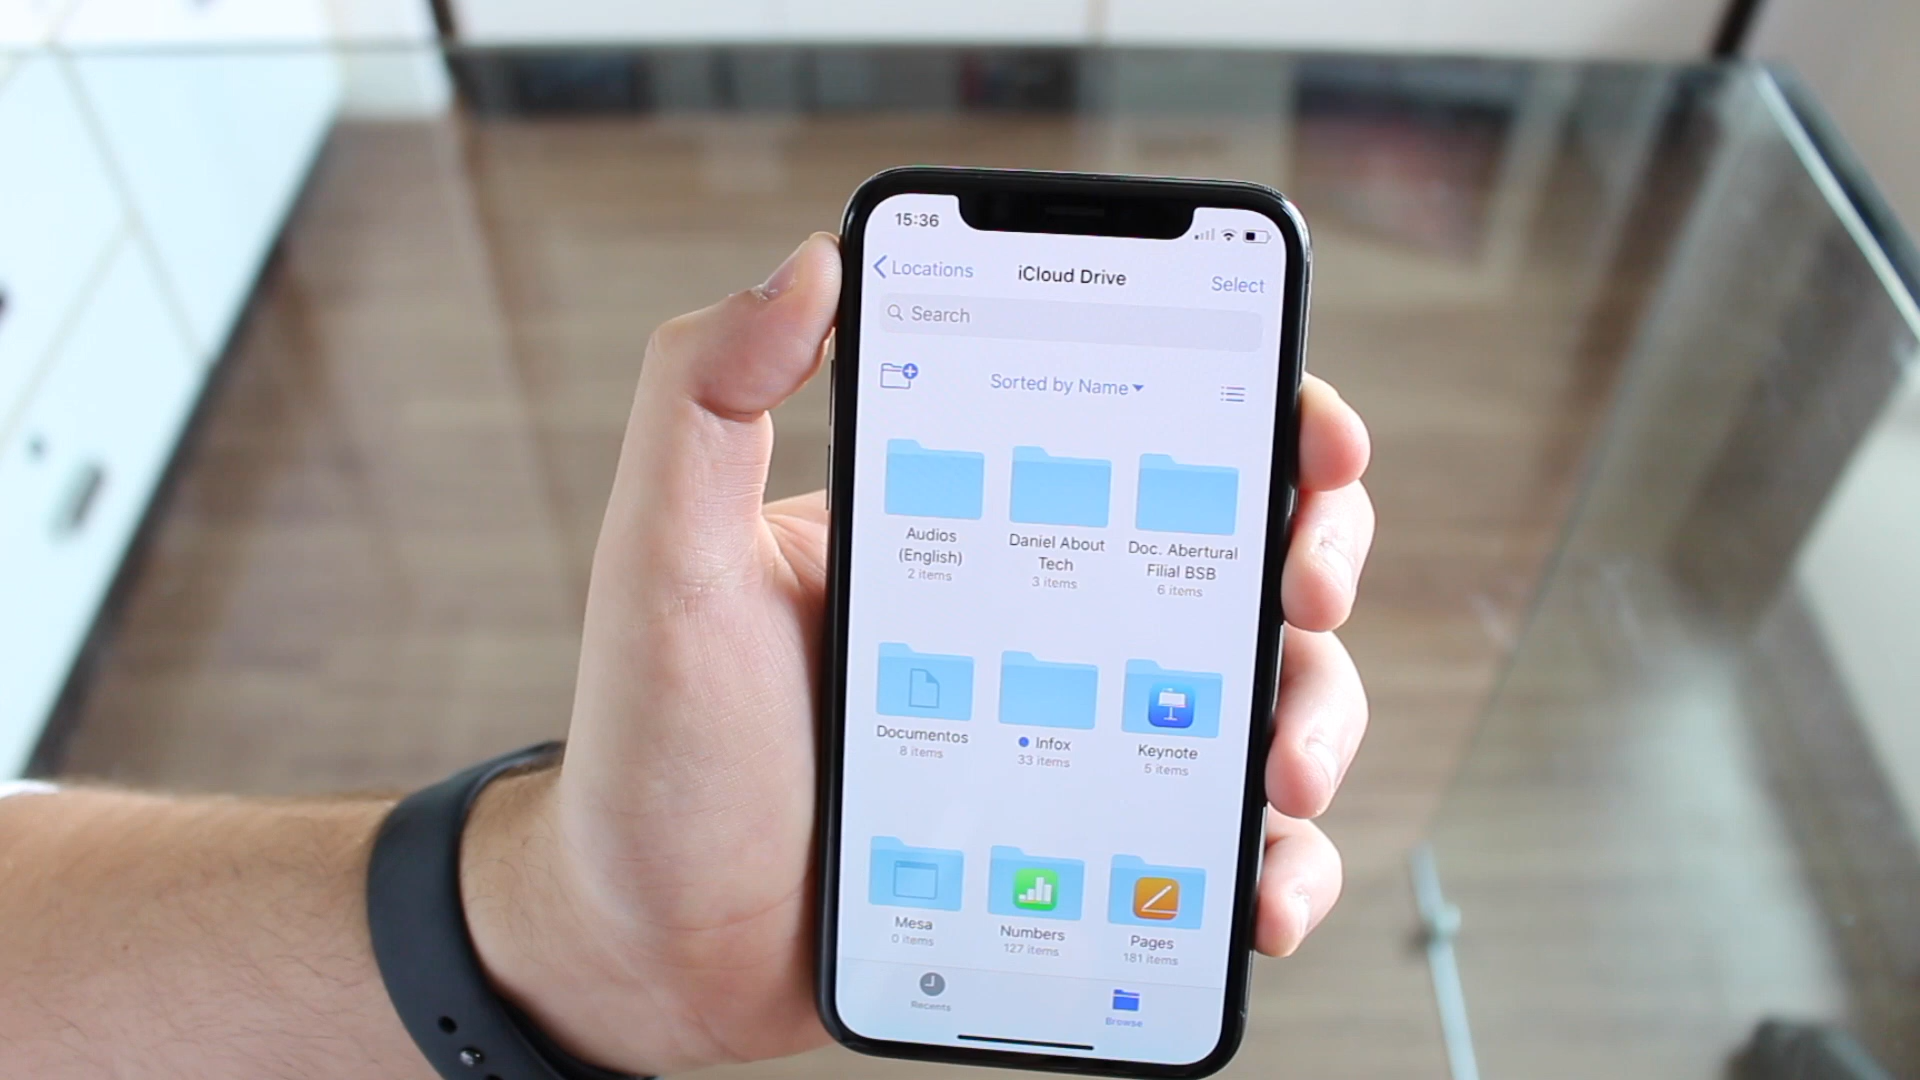 15:36
Locations
iCloud Drive
Select
Search
Sorted by Name
Audios
(English)
2 items
Daniel About
Tech
3 items
Doc. Abertural
Filial BSB
6 items
Documentos
8 items
Infox
33 items
Keynote
5 items
Mesa
0 items
Numbers
127 items
Pages
181 items
Recents
Browse